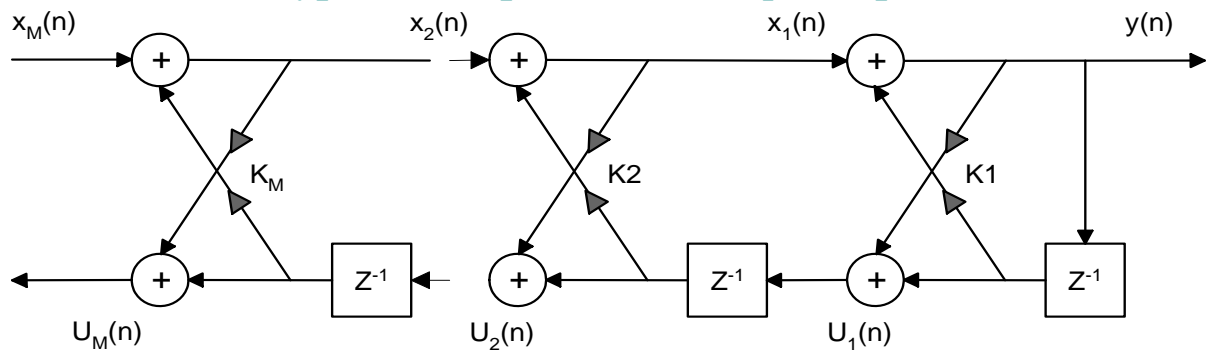 x_M(n) x_2(n) x_1(n) y(n)
+ + +
K_M K2 K1
+ Z^-1 + Z^-1 + Z^-1
U_M(n) U_2(n) U_1(n)